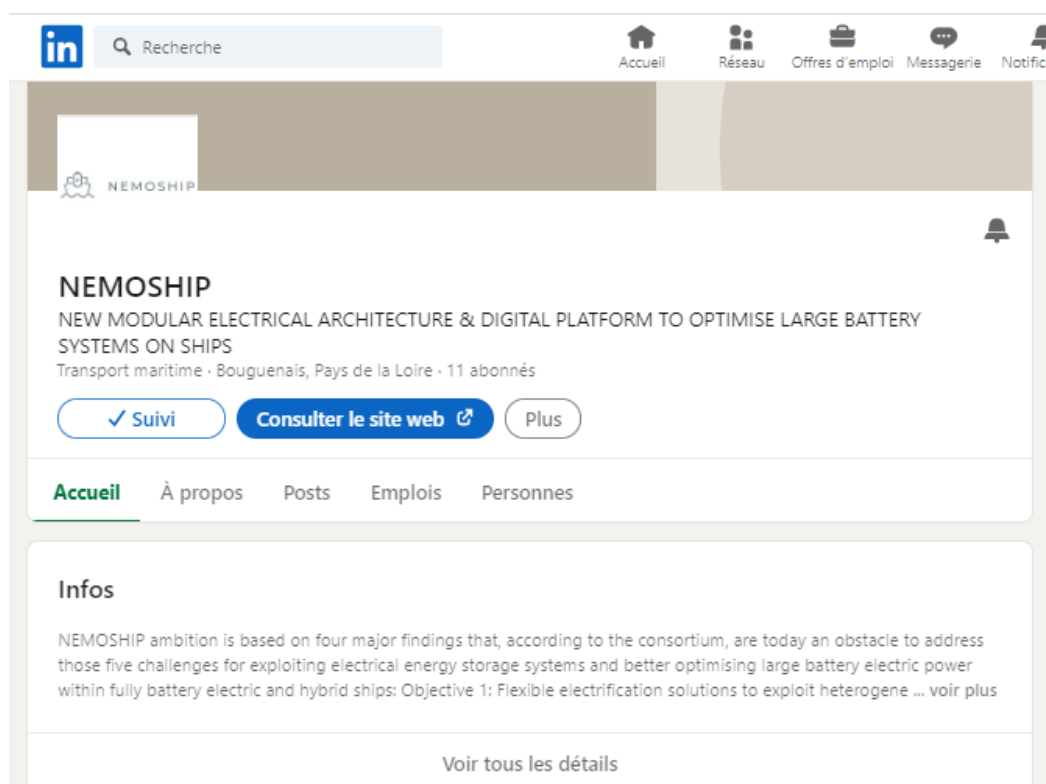 in
Recherche
Accueil
Réseau
Offres d'emploi
Messagerie
Notific
NEMOSHIP
NEMOSHIP
NEW MODULAR ELECTRICAL ARCHITECTURE & DIGITAL PLATFORM TO OPTIMISE LARGE BATTERY
SYSTEMS ON SHIPS
Transport maritime · Bouguenais, Pays de la Loire · 11 abonnés
Suivi
Consulter le site web
Plus
Accueil
À propos
Posts
Emplois
Personnes
Infos
NEMOSHIP ambition is based on four major findings that, according to the consortium, are today an obstacle to address
those five challenges for exploiting electrical energy storage systems and better optimising large battery electric power
within fully battery electric and hybrid ships: Objective 1: Flexible electrification solutions to exploit heterogene ... voir plus
Voir tous les détails